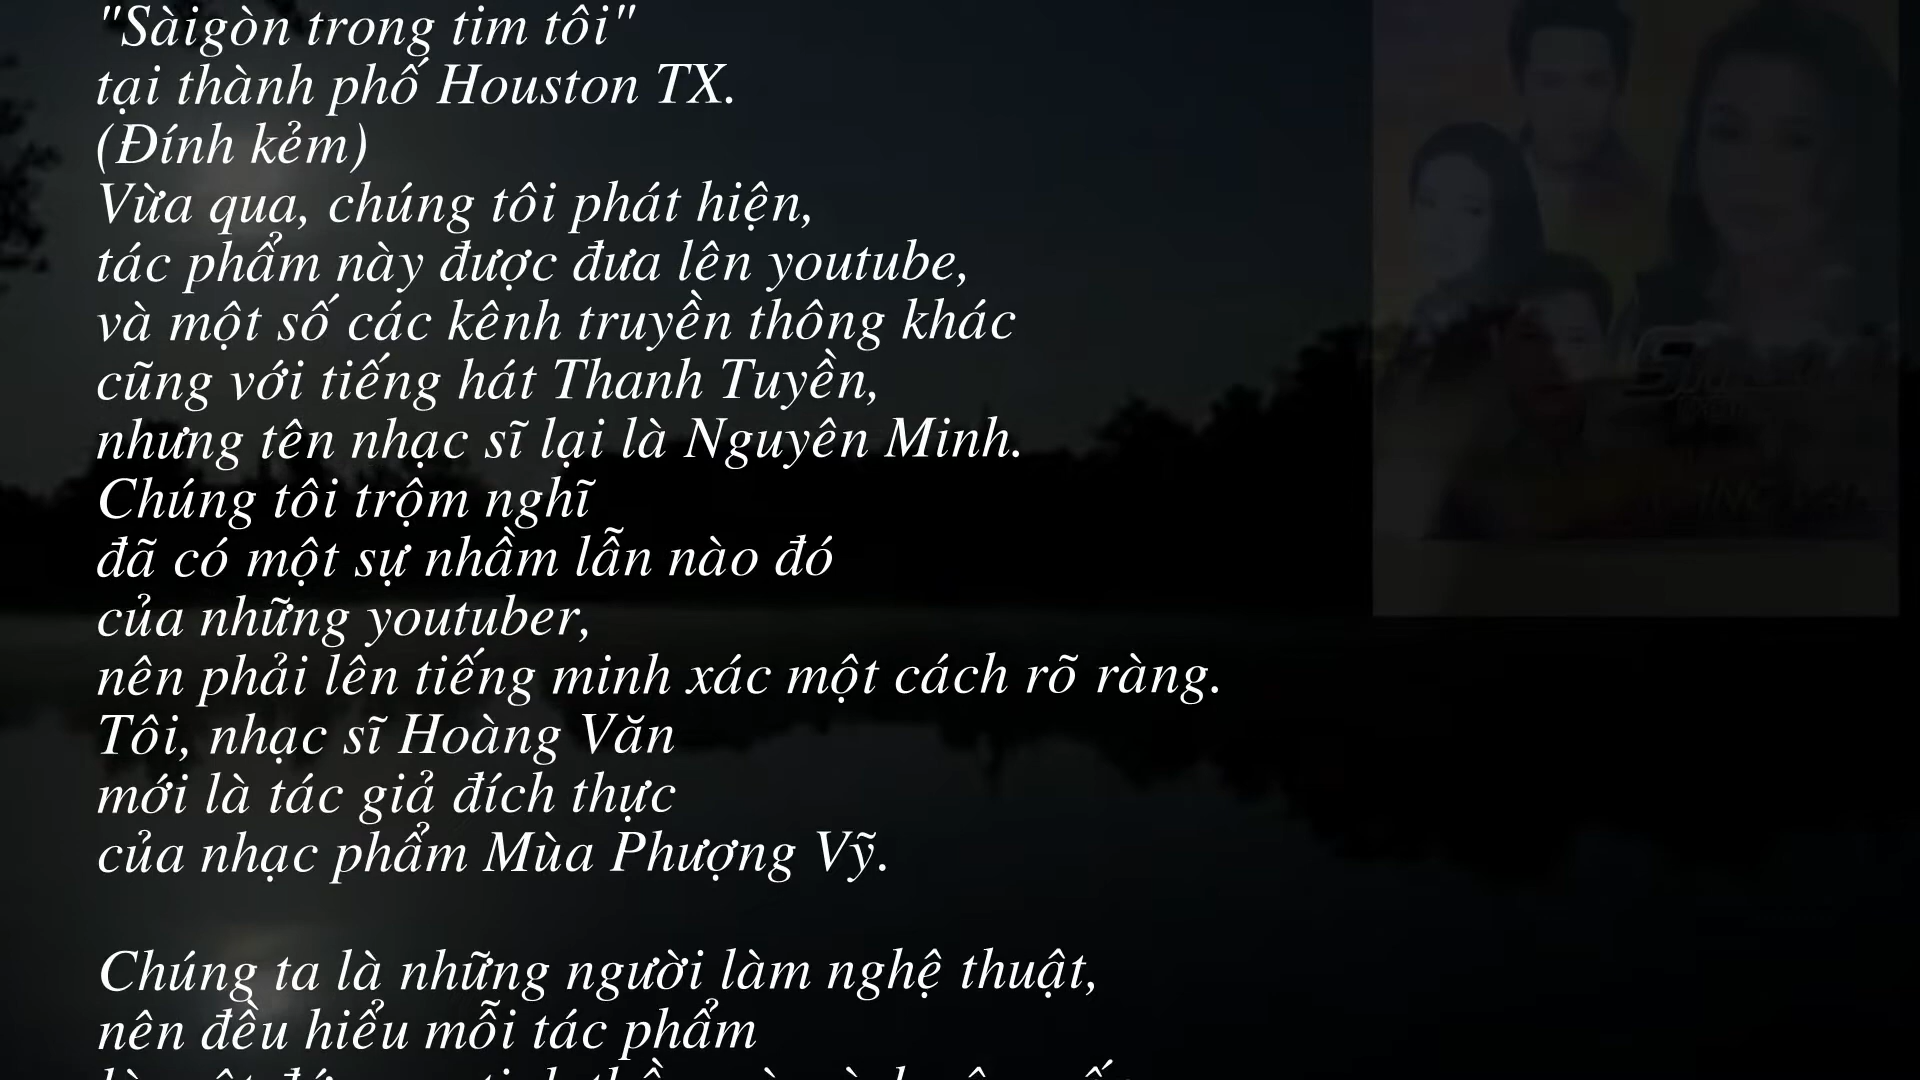 "Sàigòn trong tim tôi"
tại thành phố Houston TX.
(Đính kẻm)
Vừa qua, chúng tôi phát hiện,
tác phẩm này được đưa lên youtube,
và một số các kênh truyền thông khác
cũng với tiếng hát Thanh Tuyền,
nhưng tên nhạc sĩ lại là Nguyên Minh.
Chúng tôi trộm nghĩ
đã có một sự nhầm lẫn nào đó
của những youtuber,
nên phải lên tiếng minh xác một cách rõ ràng.
Tôi, nhạc sĩ Hoàng Văn
mới là tác giả đích thực
của nhạc phẩm Mùa Phượng Vỹ.
Chúng ta là những người làm nghệ thuật,
nên đều hiểu mỗi tác phẩm